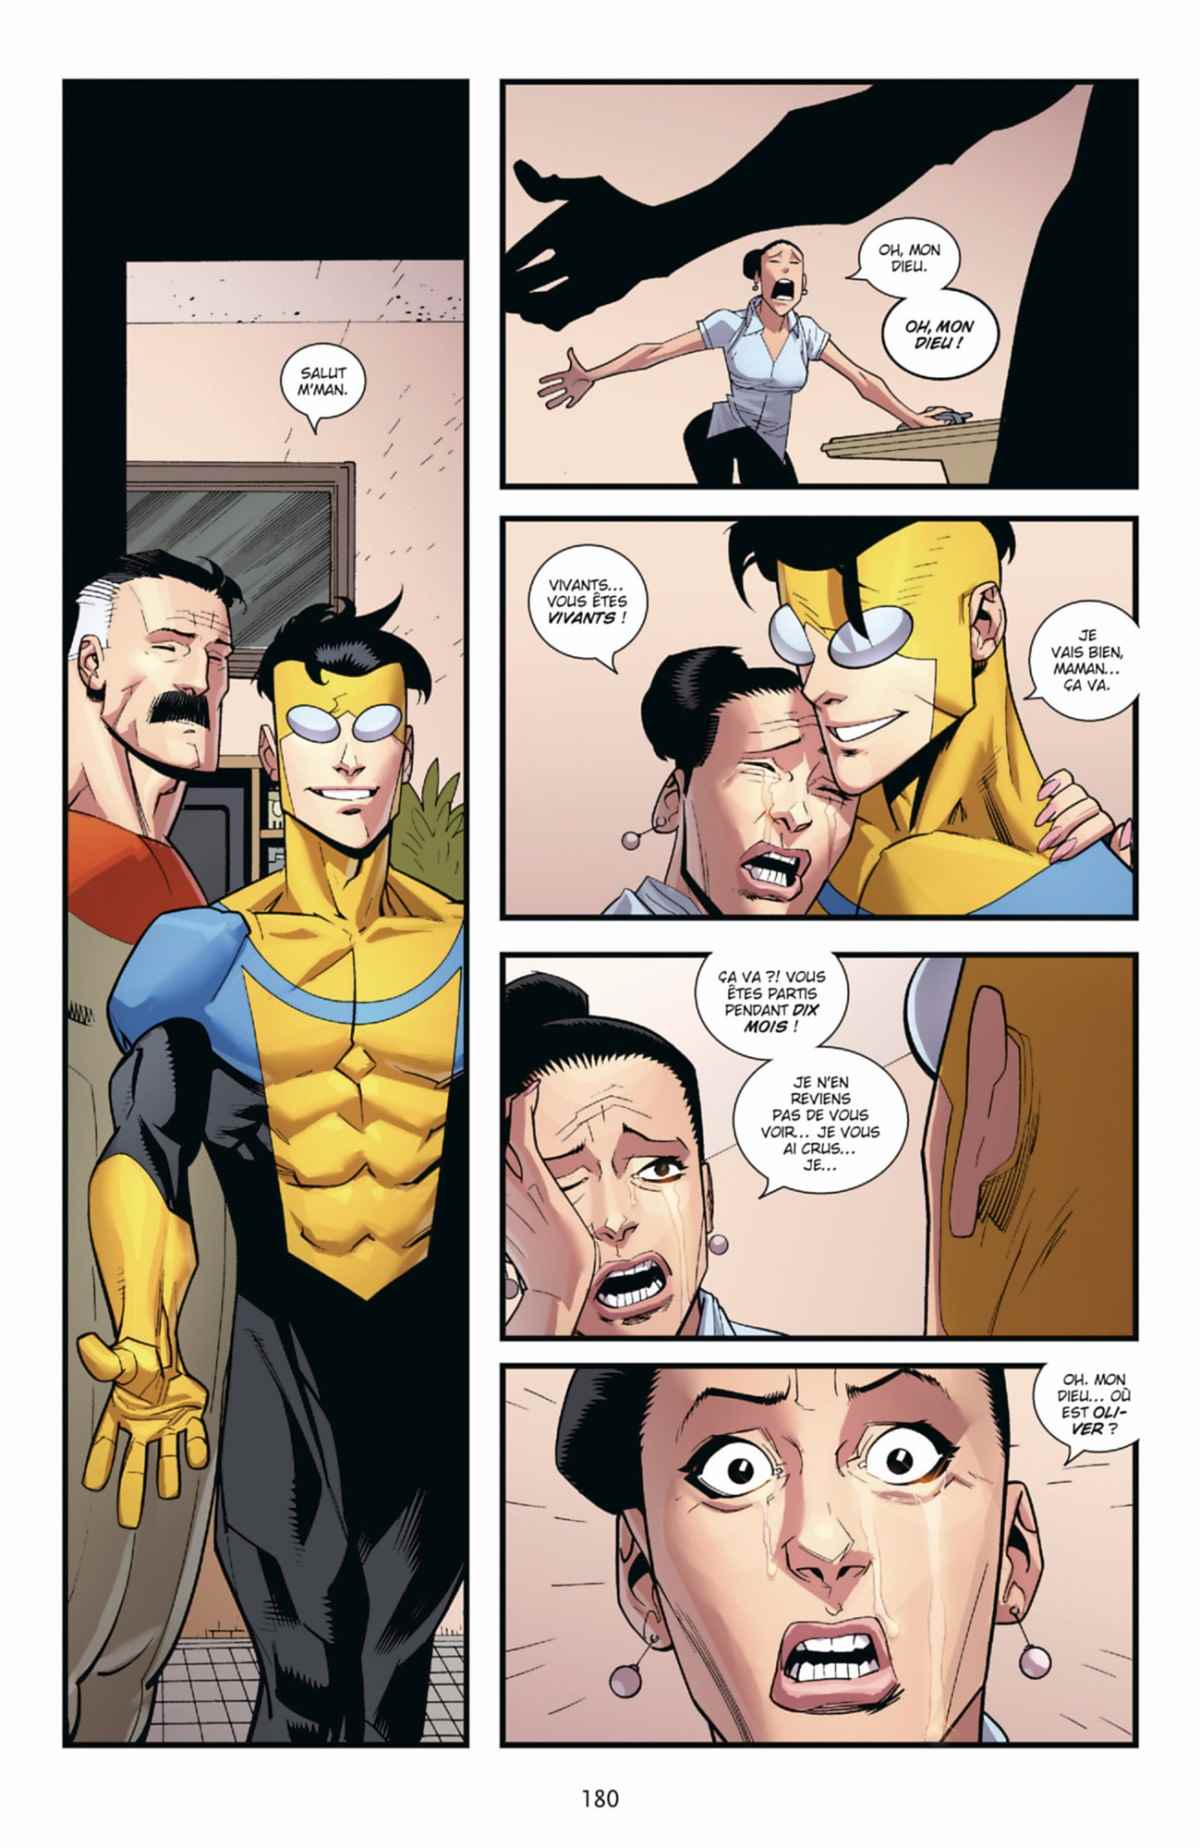 SALUT
M'MAN.
OH, MON
DIEU.
OH, MON
DIEU !
VIVANTS...
VOUS ÊTES
VIVANTS !
JE
VAIS BIEN,
MAMAN...
ÇA VA.
ÇA VA ?! VOUS
ÊTES PARTIS
PENDANT DIX
MOIS !
JE N'EN
REVIENS
PAS DE VOUS
VOIR... JE VOUS
AI CRUS...
JE...
OH. MON
DIEU... OÙ
EST OLI-
VER ?
180